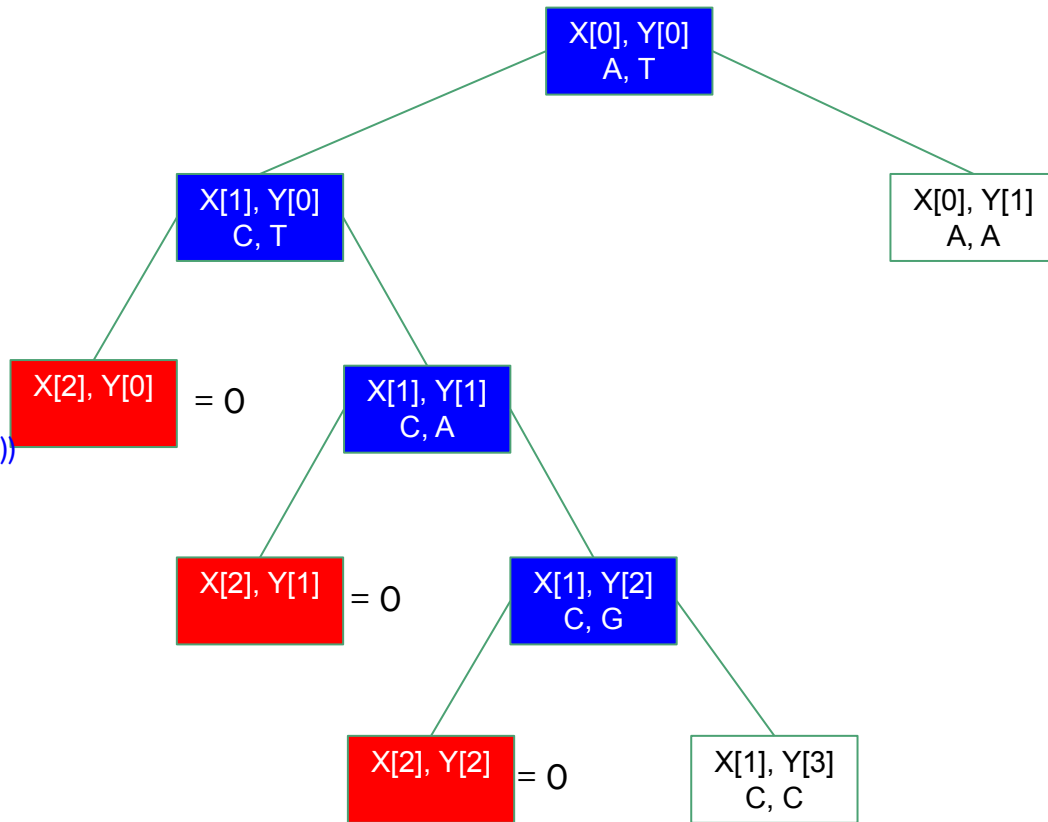 X[0], Y[0]
A, T
X[1], Y[0]
C, T
X[0], Y[1]
A, A
X[2], Y[0]
= 0
X[1], Y[1]
C, A
))
X[2], Y[1]
= 0
X[1], Y[2]
C, G
X[2], Y[2]
= 0
X[1], Y[3]
C, C